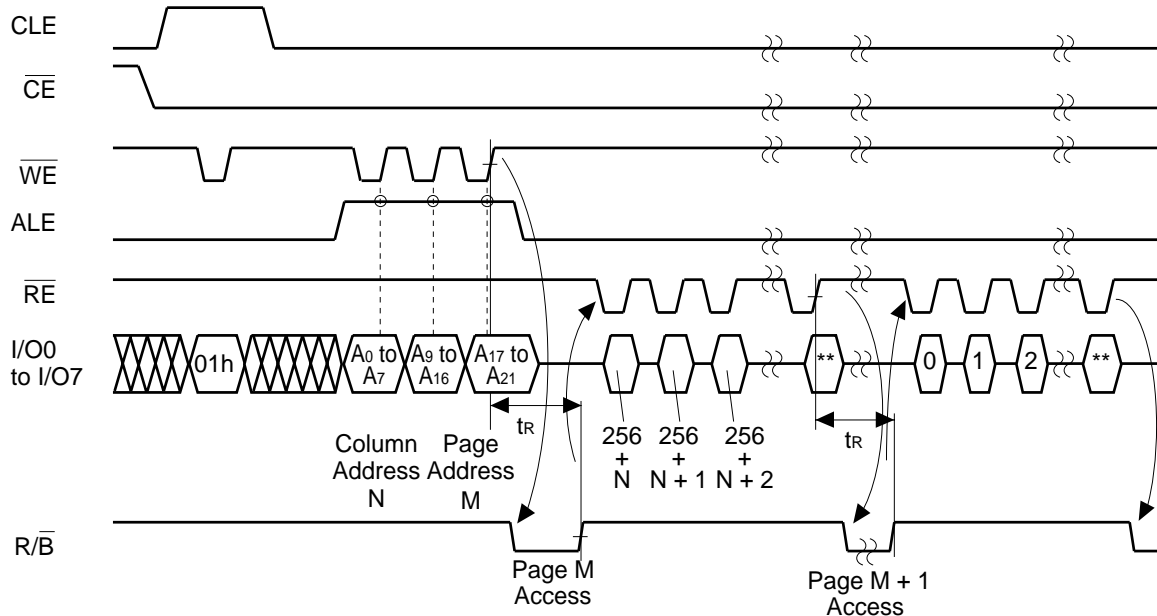 CLE
CE
WE
ALE
RE
I/O0
to I/O7
01h
A0 to
A7
A9 to
A16
A17 to
A21
**
0
1
2
**
tR
tR
Column
Address
N
Page
Address
M
256
+
N
256
+
N + 1
256
+
N + 2
R/B
Page M
Access
Page M + 1
Access